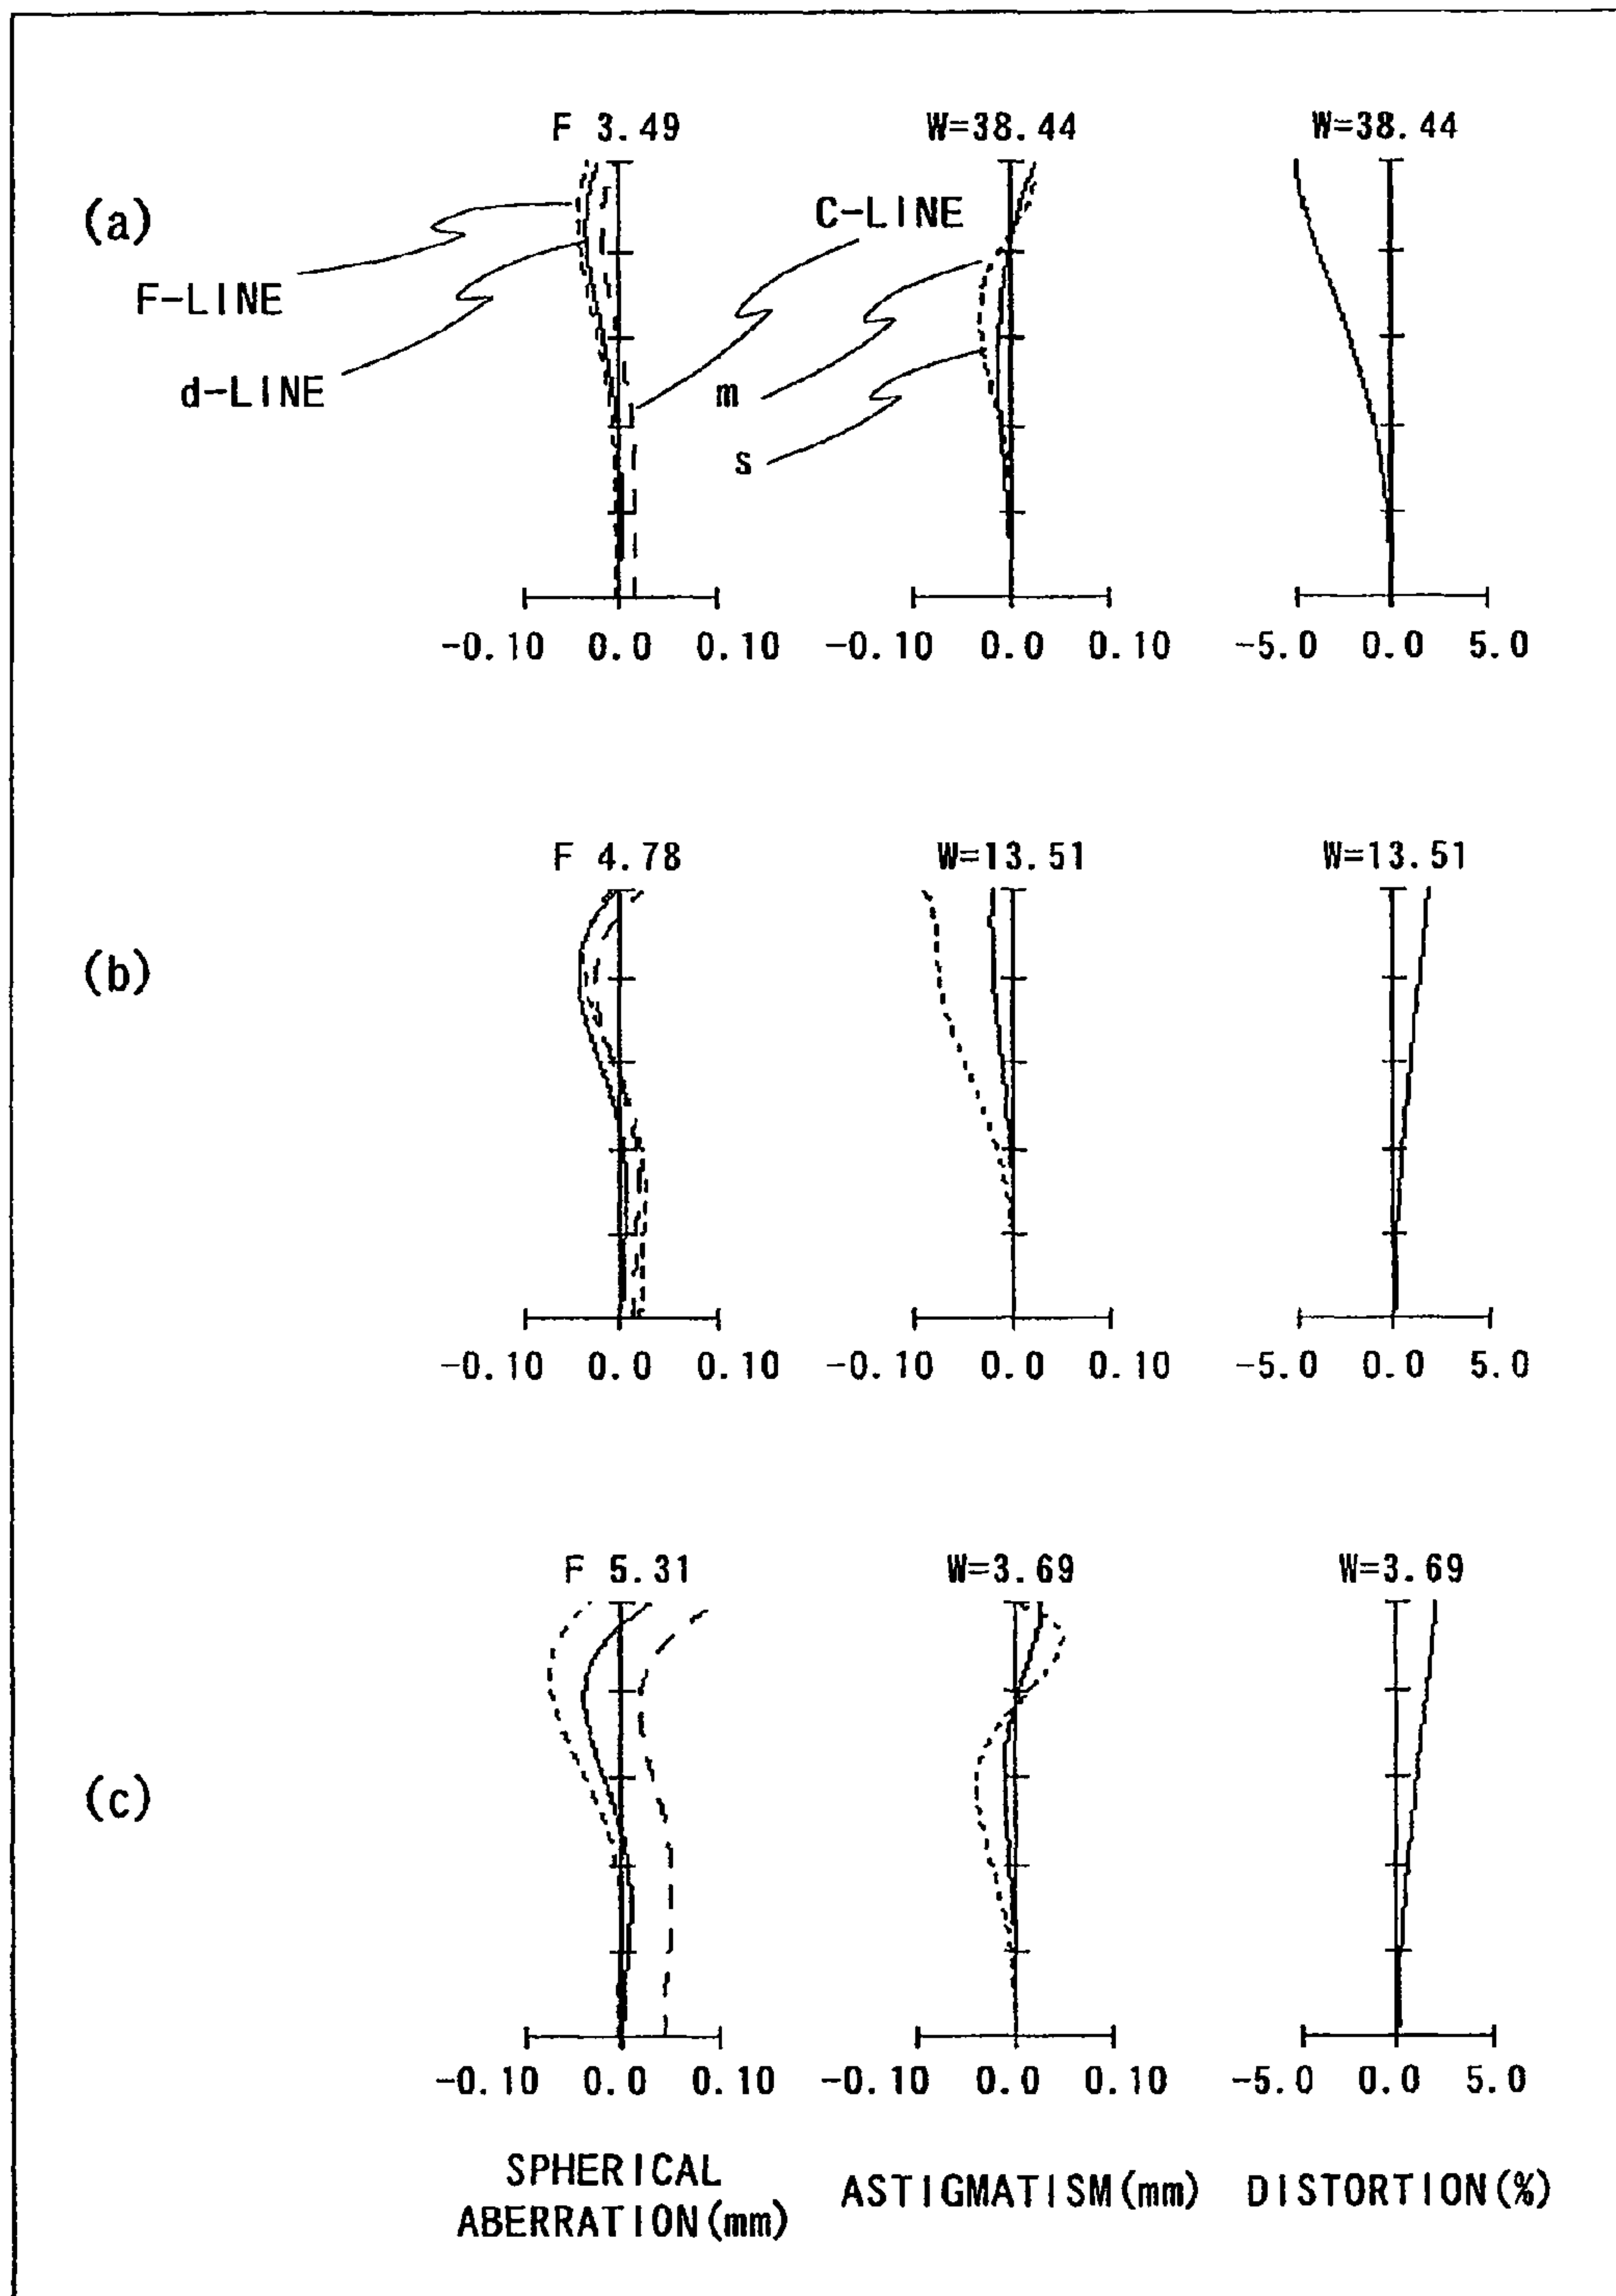 (a)
F 3.49
W=38.44
W=38.44
F-LINE
d-LINE
C-LINE
m
s
-0.10 0.0 0.10
-0.10 0.0 0.10
-5.0 0.0 5.0
(b)
F 4.78
W=13.51
W=13.51
-0.10 0.0 0.10
-0.10 0.0 0.10
-5.0 0.0 5.0
(c)
F 5.31
W=3.69
W=3.69
-0.10 0.0 0.10
-0.10 0.0 0.10
-5.0 0.0 5.0
SPHERICAL
ABERRATION(mm)
ASTIGMATISM(mm)
DISTORTION(%)